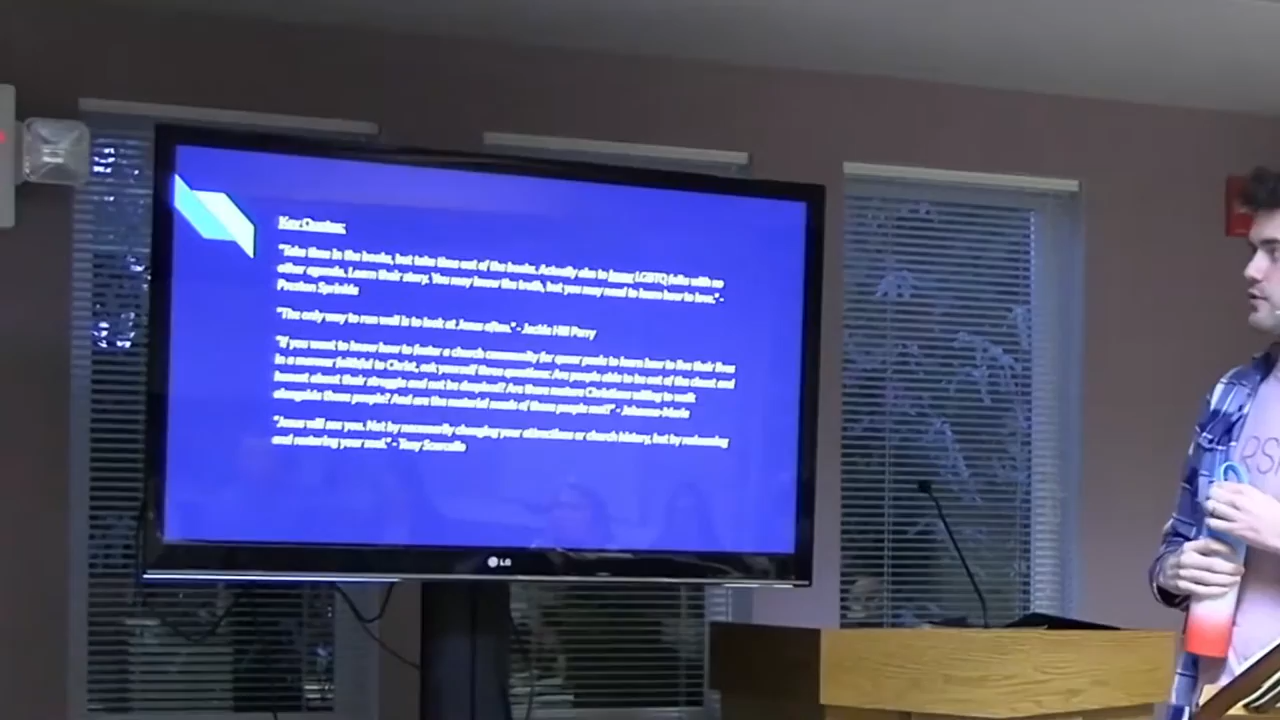 Key Quotes:
"Take time in the books, but take time out of the books. Actually also to know LGBTQ folks with no
other agenda. Learn their story. You may know the truth, but you may need to learn how to love." -
Preston Sprinkle
"The only way to run well is to look at Jesus often." - Jackie Hill Perry
"If you want to know how to foster a church community for queer people to learn how to live their lives
in a manner faithful to Christ, ask yourself three questions: Are people able to be out of the closet and
honest about their struggle and not be despised? Are there mature Christians willing to walk
alongside these people? And are the material needs of these people met?" - Johanna-Marie
"Jesus will see you. Not by necessarily changing your attractions or church history, but by redeeming
and restoring your soul." - Tony Scarcello
LG
PS